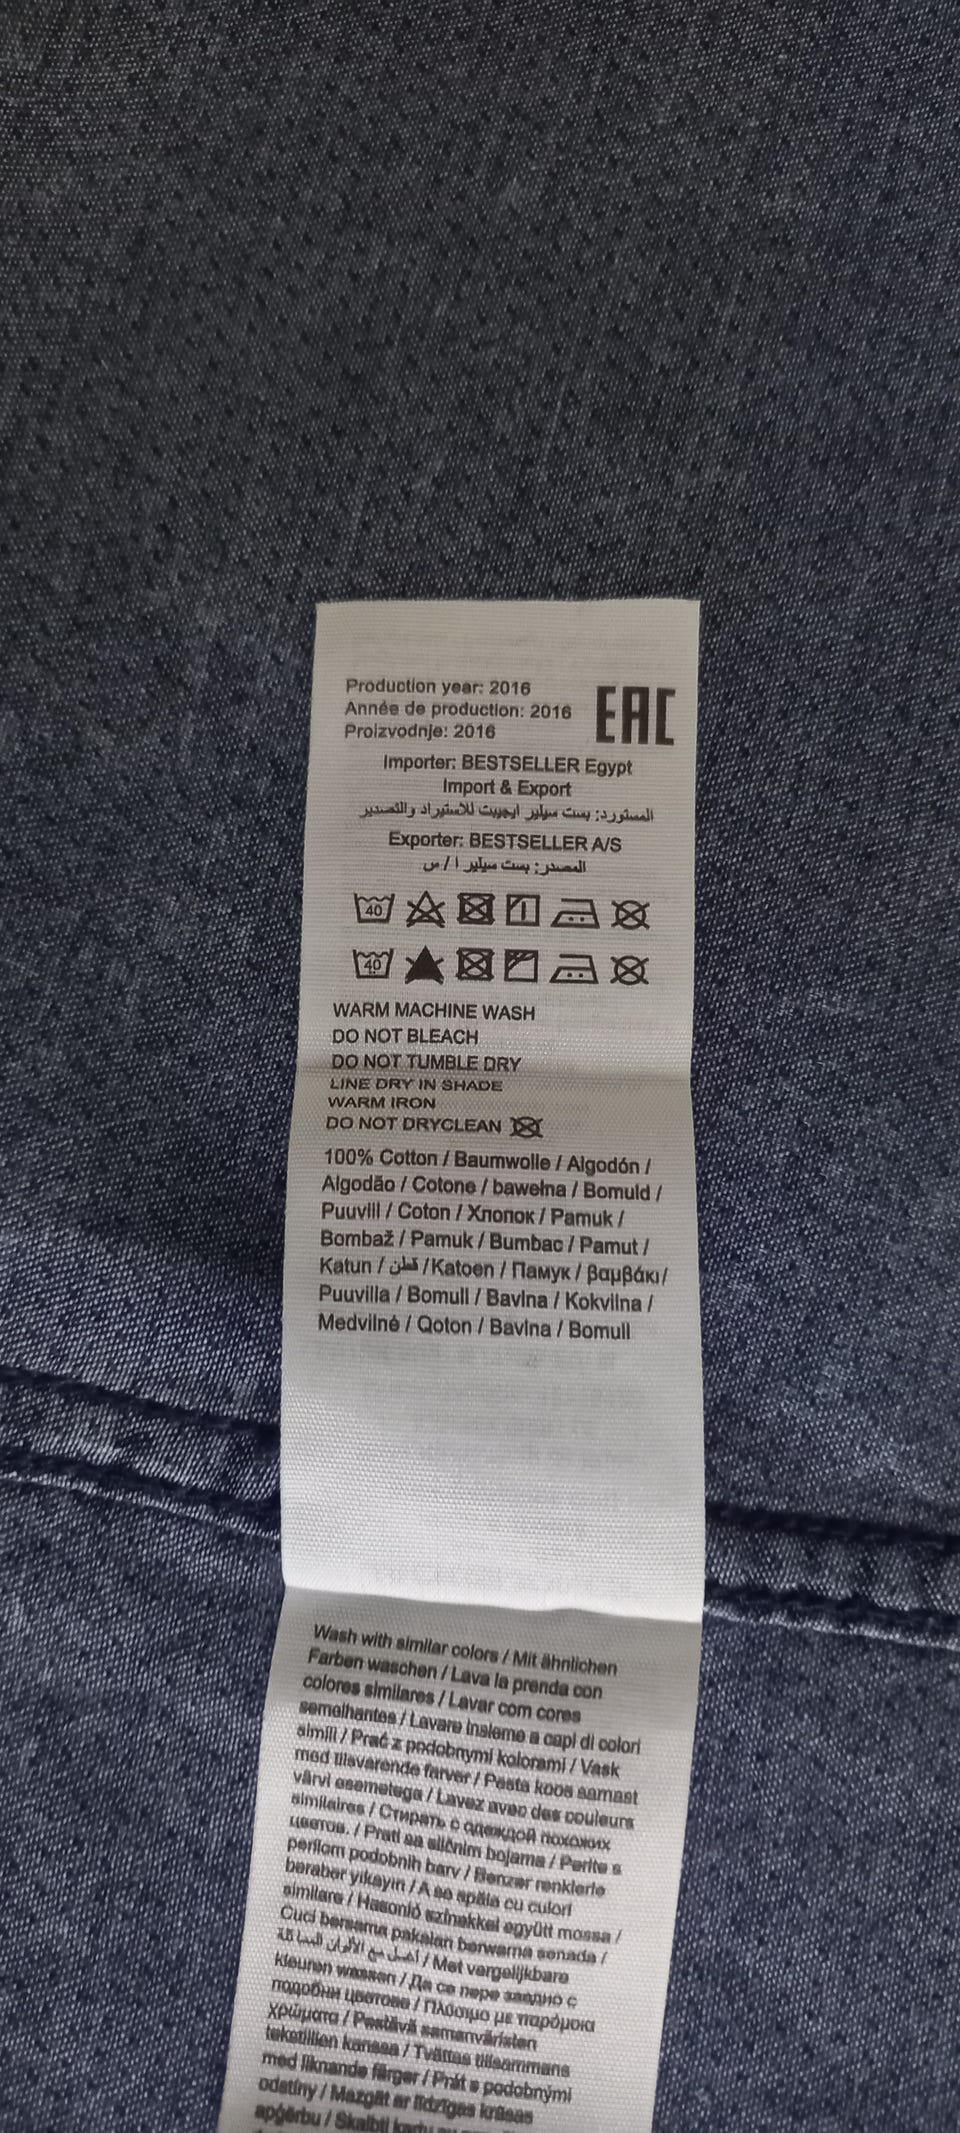 Production year: 2016
Année de production: 2016
Proizvodnje: 2016
EAC
Importer: BESTSELLER Egypt
Import & Export
المستورد: بست سيلير ايجيبت للاستيراد والتصدير
Exporter: BESTSELLER A/S
المصدر: بست سيلير ا / س
40
40
WARM MACHINE WASH
DO NOT BLEACH
DO NOT TUMBLE DRY
LINE DRY IN SHADE
WARM IRON
DO NOT DRYCLEAN
100% Cotton / Baumwolle / Algodón /
Algodão / Cotone / bawełna / Bomuld /
Puuvill / Coton / Хлопок / Pamuk /
Bombaž / Pamuk / Bumbac / Pamut /
Katun / قطن / Katoen / Памук / βαμβάκι/
Puuvilla / Bomull / Bavlna / Kokvilna /
Medvilnė / Qoton / Bavlna / Bomull
Wash with similar colors / Mit ähnlichen
Farben waschen / Lava la prenda con
colores similares / Lavar com cores
semelhantes / Lavare insieme a capi di colori
simili / Prać z podobnymi kolorami / Vask
med tilsvarende farver / Pesta koos samast
värvi esemetega / Lavez avec des couleurs
similaires / Стирать с одеждой похожих
цветов. / Prati sa sličnim bojama / Perite s
perilom podobnih barv / Benzer renklerle
beraber yıkayın / A se spăla cu culori
similare / Hasonló színekkel együtt mossa /
Cuci bersama pakaian berwarna senada /
/ Met vergelijkbare
kleuren wassen / Да се пере заедно с
подобни цветове / Πλύσιμο με παρόμοια
χρώματα / Pestävä samanväristen
tekstiilien kanssa / Tvättas tillsammans
med liknande färger / Prát s podobnými
odstíny / Mazgāt ar līdzīgas krāsas
apģērbu / Skalbti